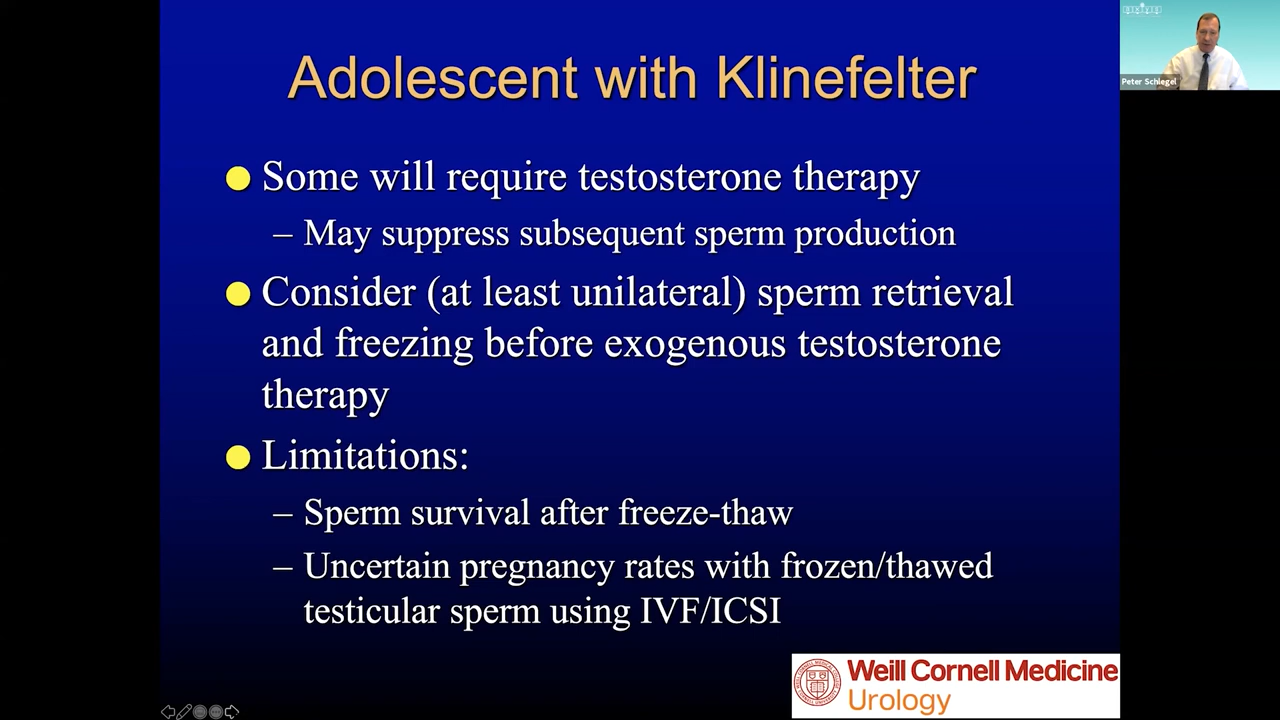 Adolescent with Klinefelter
Some will require testosterone therapy
– May suppress subsequent sperm production
Consider (at least unilateral) sperm retrieval
and freezing before exogenous testosterone
therapy
Limitations:
– Sperm survival after freeze-thaw
– Uncertain pregnancy rates with frozen/thawed
testicular sperm using IVF/ICSI
Weill Cornell Medicine
Urology
Peter Schlegel